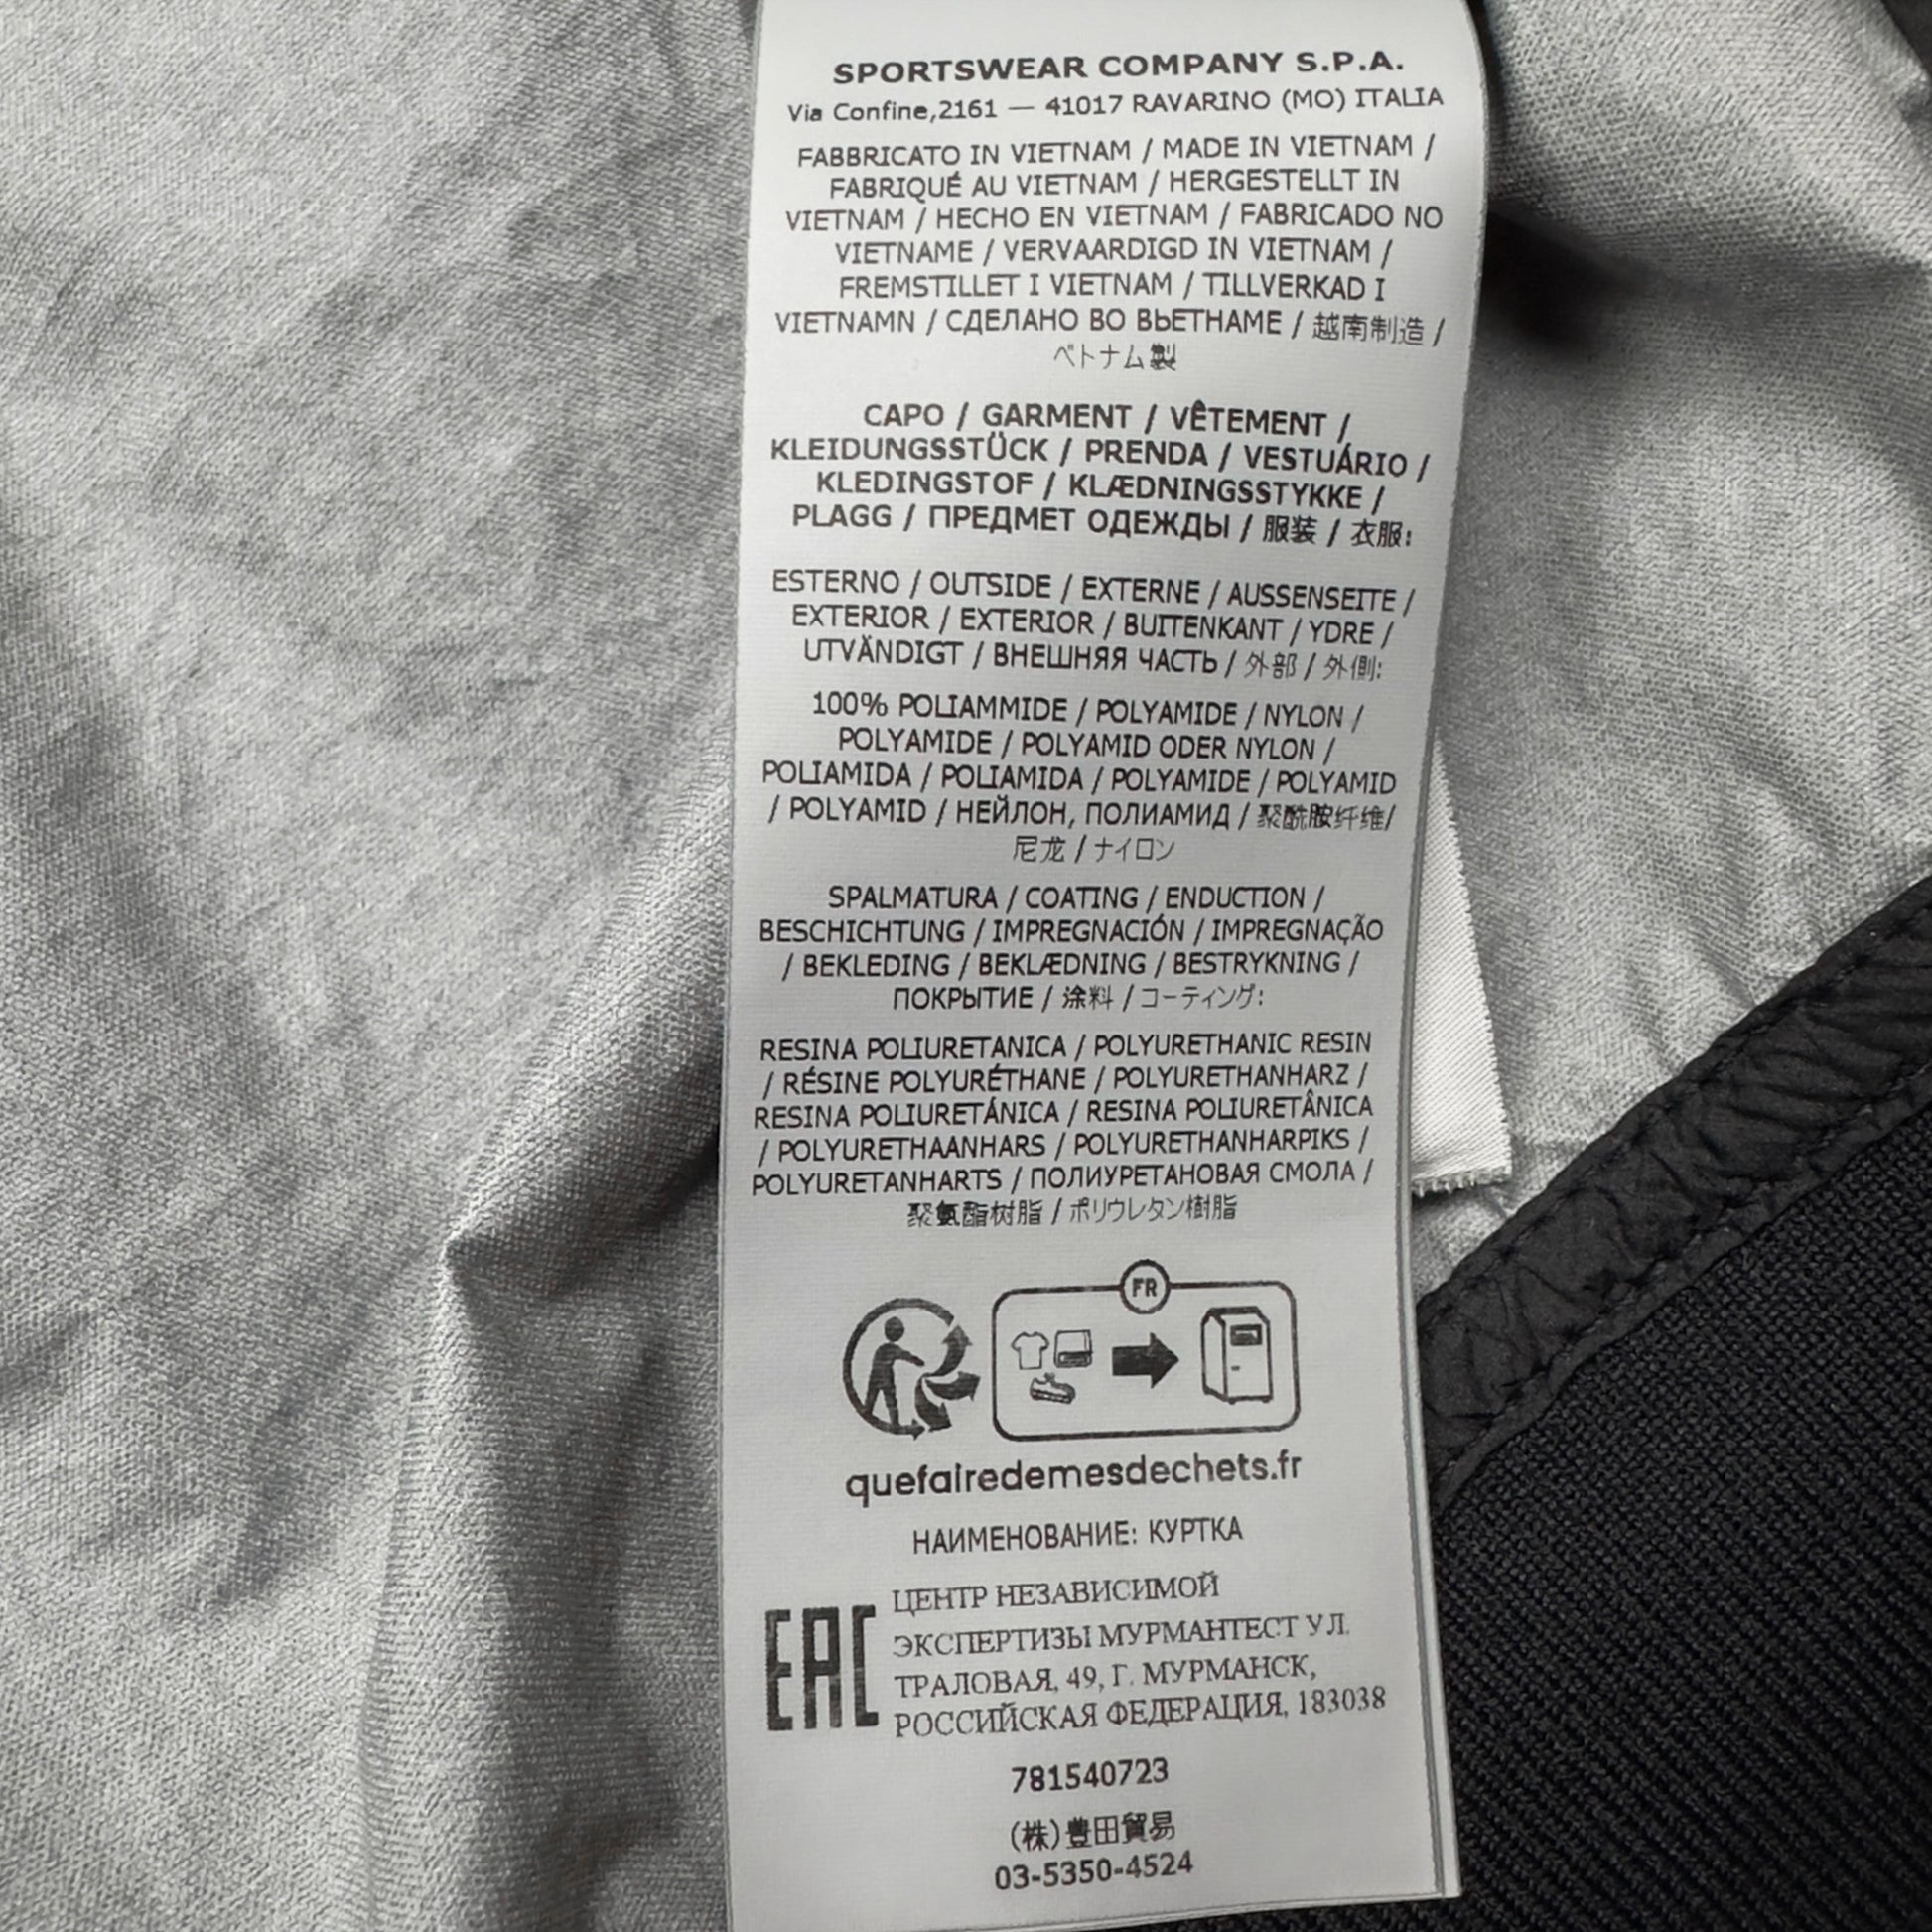 SPORTSWEAR COMPANY S.P.A.
Via Confine,2161 — 41017 RAVARINO (MO) ITALIA
FABBRICATO IN VIETNAM / MADE IN VIETNAM /
FABRIQUÉ AU VIETNAM / HERGESTELLT IN
VIETNAM / HECHO EN VIETNAM / FABRICADO NO
VIETNAME / VERVAARDIGD IN VIETNAM /
FREMSTILLET I VIETNAM / TILLVERKAD I
VIETNAMN / СДЕЛАНО ВО ВЬЕТНАМЕ / 越南制造 /
ベトナム製
CAPO / GARMENT / VÊTEMENT /
KLEIDUNGSSTÜCK / PRENDA / VESTUÁRIO /
KLEDINGSTOF / KLÆDNINGSSTYKKE /
PLAGG / ПРЕДМЕТ ОДЕЖДЫ / 服装 / 衣服:
ESTERNO / OUTSIDE / EXTERNE / AUSSENSEITE /
EXTERIOR / EXTERIOR / BUITENKANT / YDRE /
UTVÄNDIGT / ВНЕШНЯЯ ЧАСТЬ / 外部 / 外側:
100% POLIAMMIDE / POLYAMIDE / NYLON /
POLYAMIDE / POLYAMID ODER NYLON /
POLIAMIDA / POLIAMIDA / POLYAMIDE / POLYAMID
/ POLYAMID / НЕЙЛОН, ПОЛИАМИД / 聚酰胺纤维/
尼龙 / ナイロン
SPALMATURA / COATING / ENDUCTION /
BESCHICHTUNG / IMPREGNACIÓN / IMPREGNAÇÃO
/ BEKLEDING / BEKLÆDNING / BESTRYKNING /
ПОКРЫТИЕ / 涂料 / コーティング:
RESINA POLIURETANICA / POLYURETHANIC RESIN
/ RÉSINE POLYURÉTHANE / POLYURETHANHARZ /
RESINA POLIURETÁNICA / RESINA POLIURETÂNICA
/ POLYURETHAANHARS / POLYURETHANHARPIKS /
POLYURETANHARTS / ПОЛИУРЕТАНОВАЯ СМОЛА /
聚氨酯树脂 / ポリウレタン樹脂
FR
quefairedemesdechets.fr
НАИМЕНОВАНИЕ: КУРТКА
EAC
ЦЕНТР НЕЗАВИСИМОЙ
ЭКСПЕРТИЗЫ МУРМАНТЕСТ УЛ.
ТРАЛОВАЯ, 49, Г. МУРМАНСК,
РОССИЙСКАЯ ФЕДЕРАЦИЯ, 183038
781540723
(株)豊田貿易
03-5350-4524